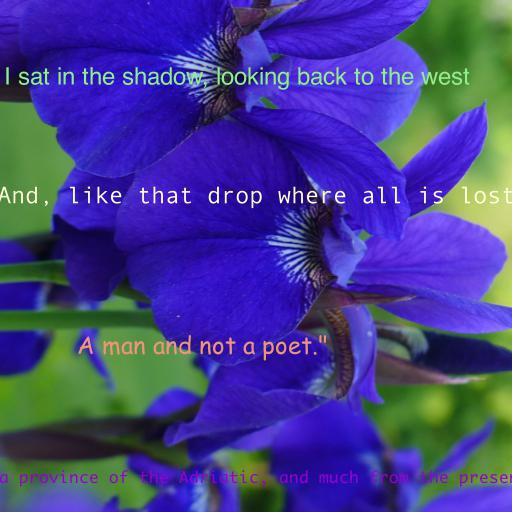 I sat in the shadow, looking back to the west
And, like that drop where all is lost
A man and not a poet."
a province of the Adriatic, and much from the presen